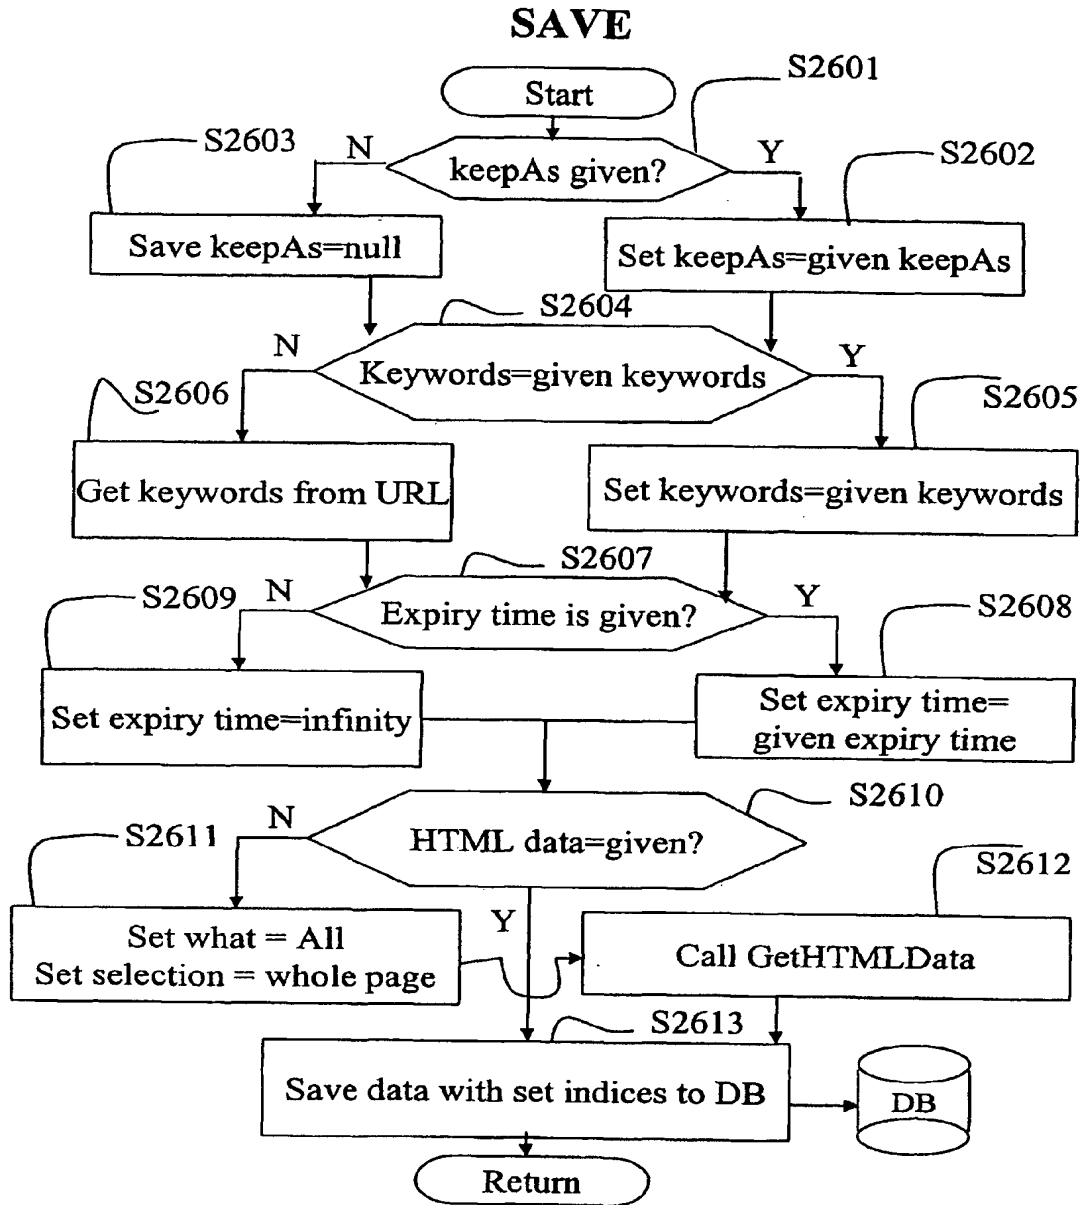 SAVE
Start
S2601
keepAs given?
N
Y
S2603
S2602
Save keepAs=null
Set keepAs=given keepAs
S2604
Keywords=given keywords
N
Y
S2606
S2605
Get keywords from URL
Set keywords=given keywords
S2607
Expiry time is given?
N
Y
S2609
S2608
Set expiry time=infinity
Set expiry time=
given expiry time
S2610
HTML data=given?
N
S2611
S2612
Set what = All
Set selection = whole page
Y
Call GetHTMLData
S2613
Save data with set indices to DB
DB
Return